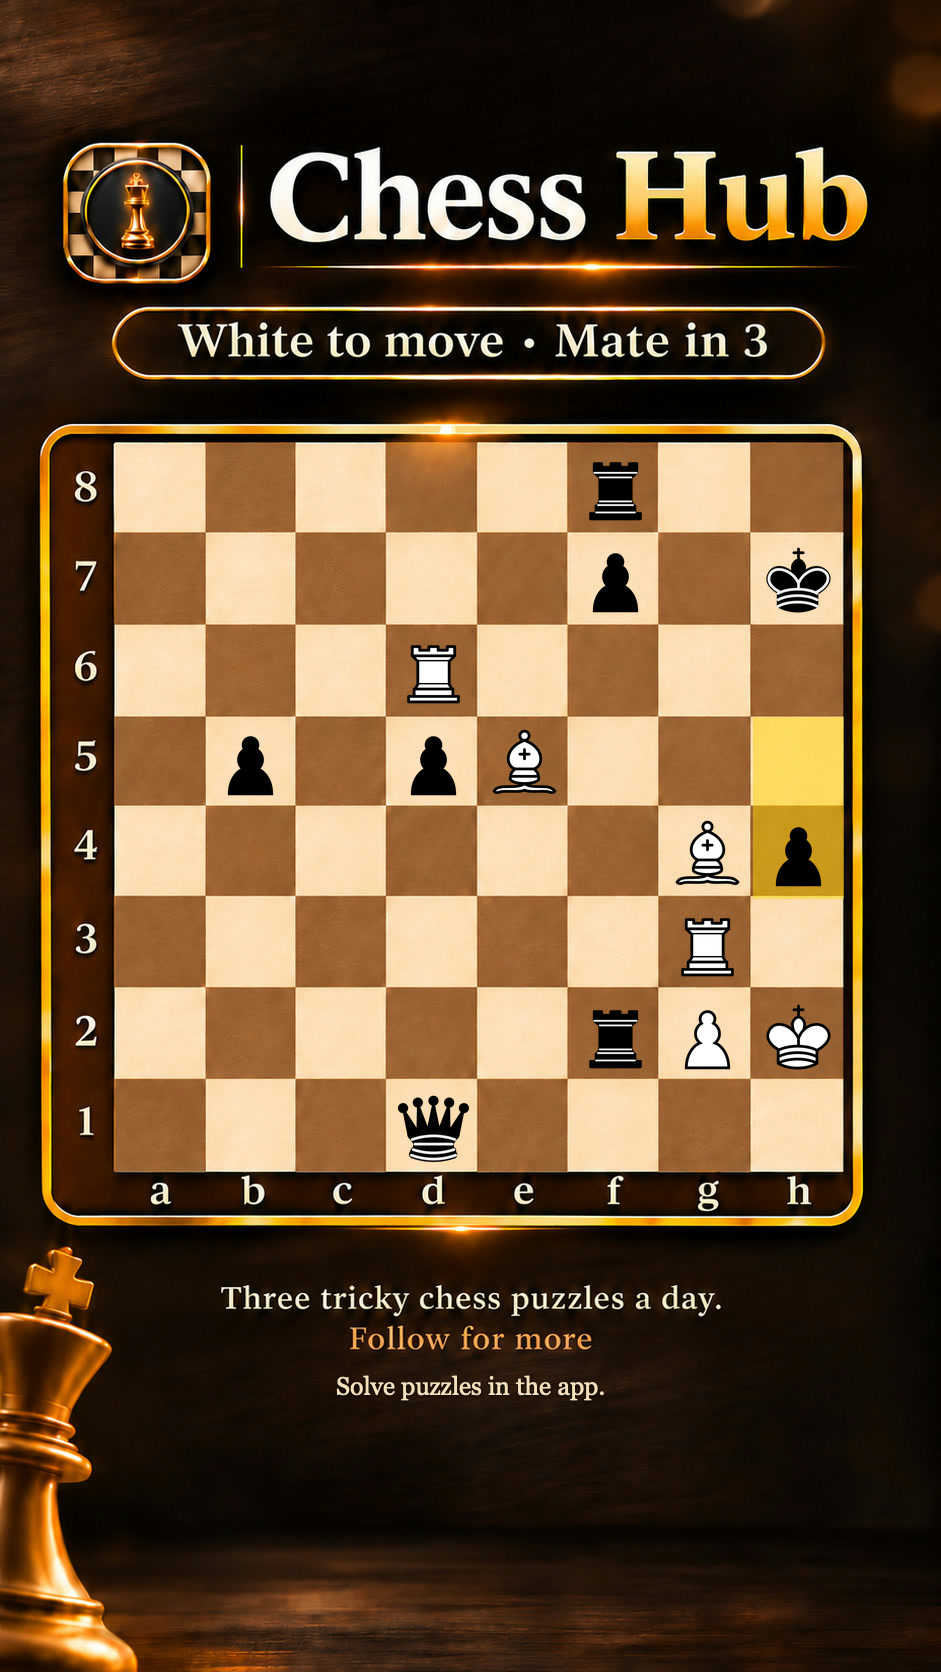 Chess Hub
White to move • Mate in 3
8
7
6
5
4
3
2
1
a b c d e f g h
Three tricky chess puzzles a day.
Follow for more
Solve puzzles in the app.